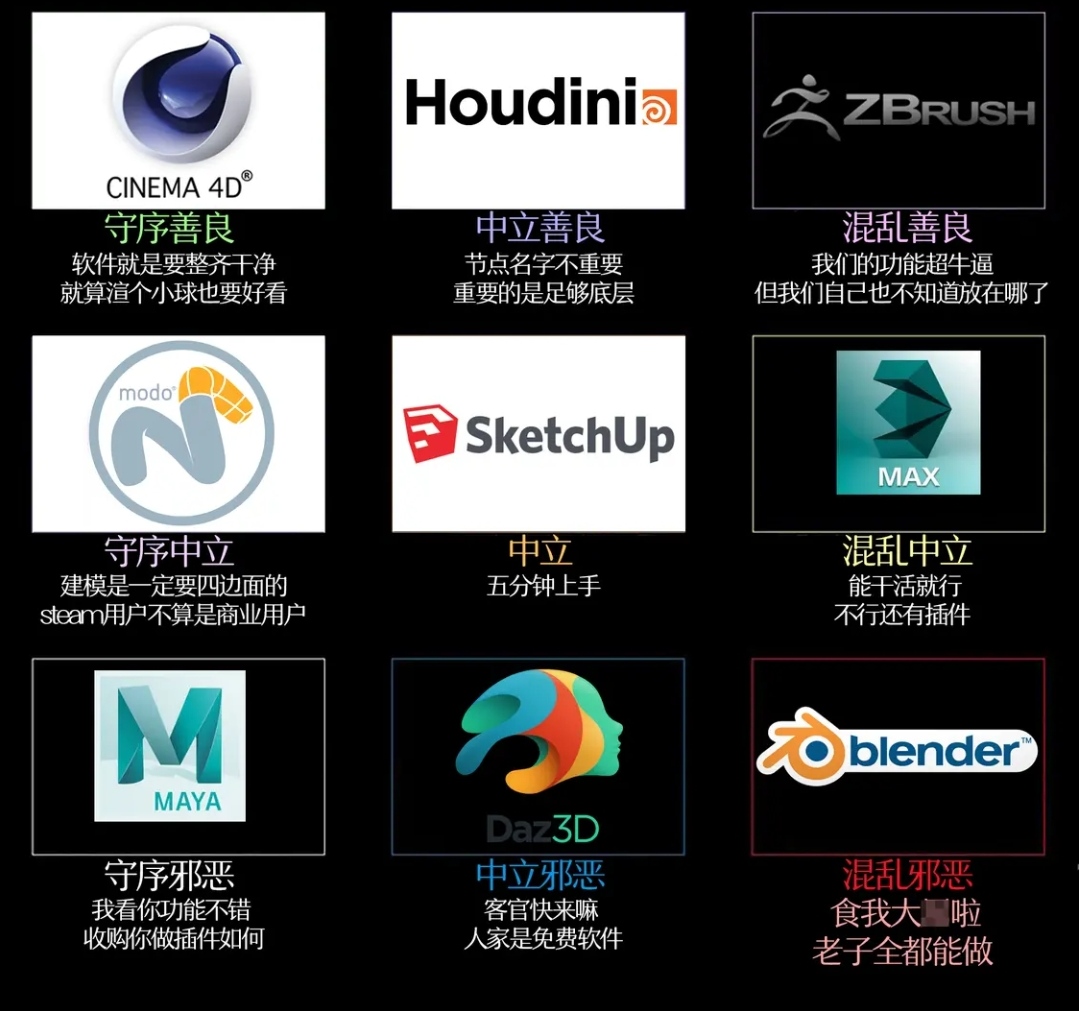 CINEMA 4D®
守序善良
软件就是要整齐干净
就算渲个小球也要好看
Houdini
中立善良
节点名字不重要
重要的是足够底层
ZBRUSH
混乱善良
我们的功能超牛逼
但我们自己也不知道放在哪了
modo®
守序中立
建模是一定要四边面的
steam用户不算是商业用户
SketchUp
中立
五分钟上手
MAX
混乱中立
能干活就行
不行还有插件
MAYA
守序邪恶
我看你功能不错
收购你做插件如何
Daz3D
中立邪恶
客官快来嘛
人家是免费软件
blender™
混乱邪恶
食我大 啦
老子全都能做